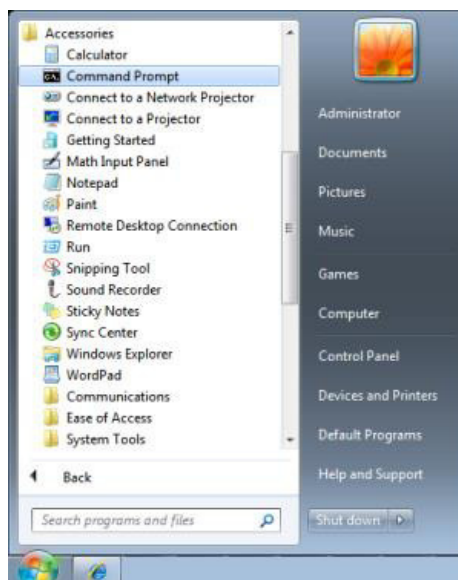 Accessories
Calculator
Command Prompt
Connect to a Network Projector
Connect to a Projector
Getting Started
Math Input Panel
Notepad
Paint
Remote Desktop Connection
Run
Snipping Tool
Sound Recorder
Sticky Notes
Sync Center
Windows Explorer
WordPad
Communications
Ease of Access
System Tools
Back
Search programs and files
Administrator
Documents
Pictures
Music
Games
Computer
Control Panel
Devices and Printers
Default Programs
Help and Support
Shut down